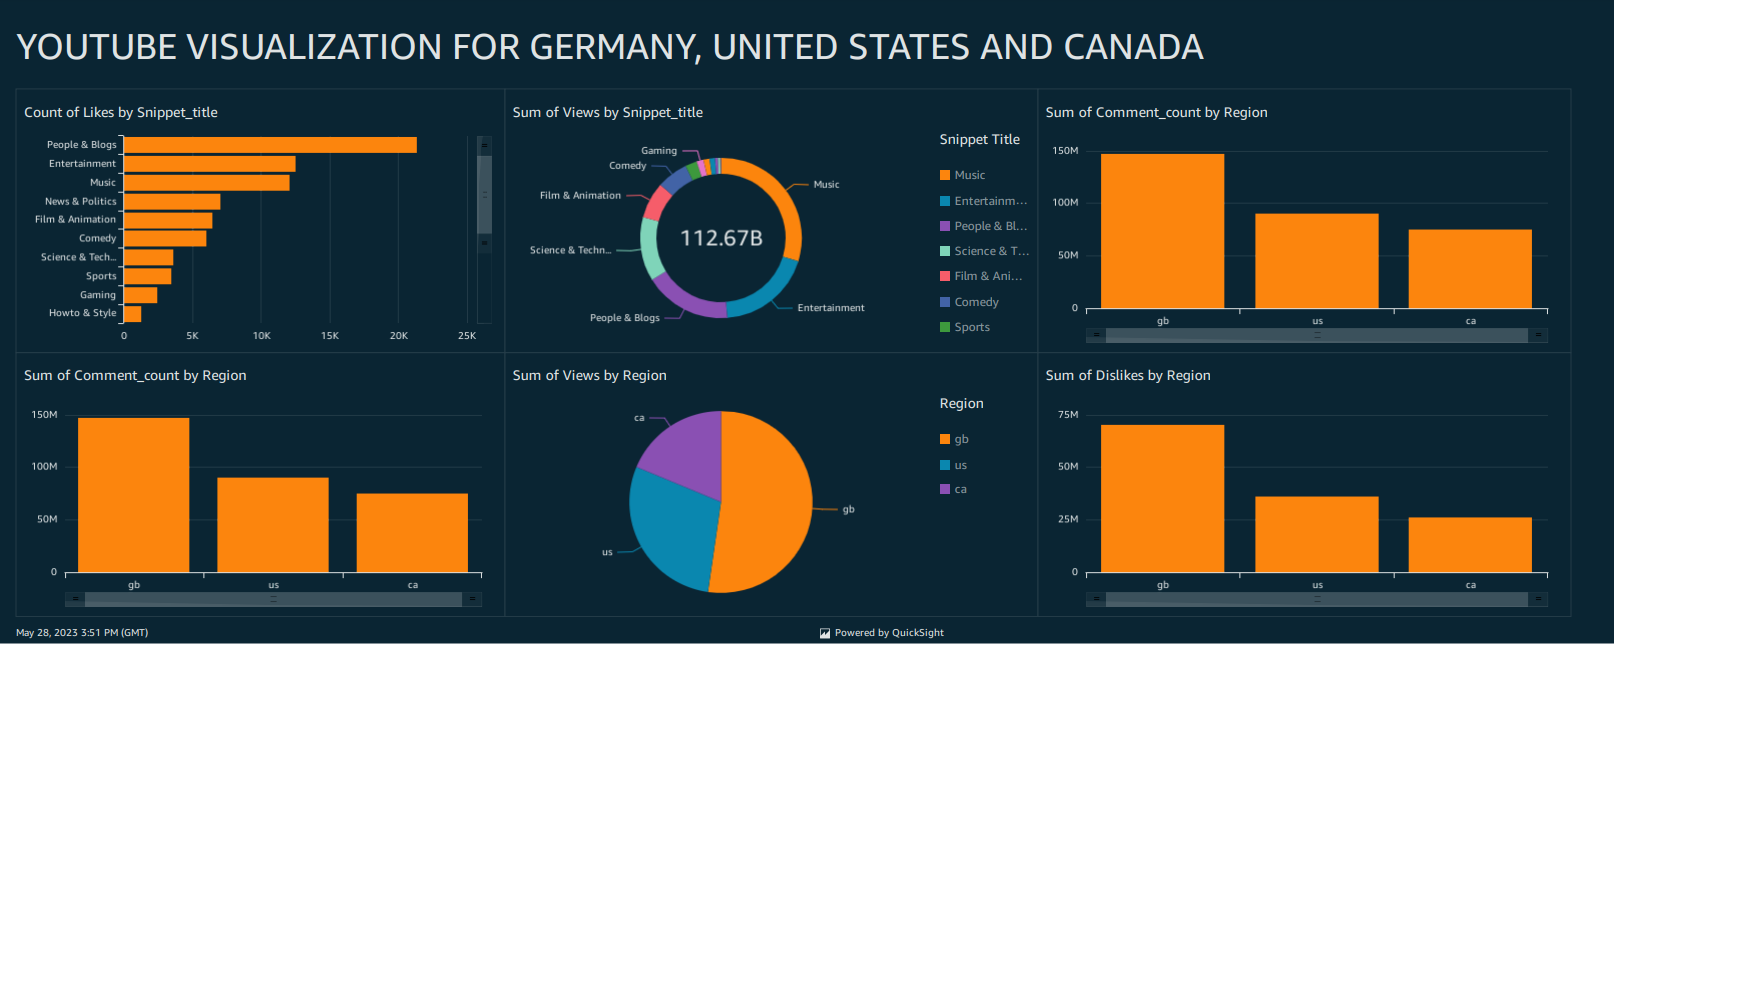 YOUTUBE VISUALIZATION FOR GERMANY, UNITED STATES AND CANADA
Count of Likes by Snippet_title
People & Blogs
Entertainment
Music
News & Politics
Film & Animation
Comedy
Science & Tech...
Sports
Gaming
Howto & Style
0 5K 10K 15K 20K 25K
Sum of Views by Snippet_title
Gaming
Comedy
Film & Animation
Science & Techn...
People & Blogs
Music
Entertainment
112.67B
Snippet Title
Music
Entertainm...
People & Bl...
Science & T...
Film & Ani...
Comedy
Sports
Sum of Comment_count by Region
150M
100M
50M
0
gb us ca
Sum of Comment_count by Region
150M
100M
50M
0
gb us ca
Sum of Views by Region
ca
gb
us
Region
gb
us
ca
Sum of Dislikes by Region
75M
50M
25M
0
gb us ca
May 28, 2023 3:51 PM (GMT)
Powered by QuickSight